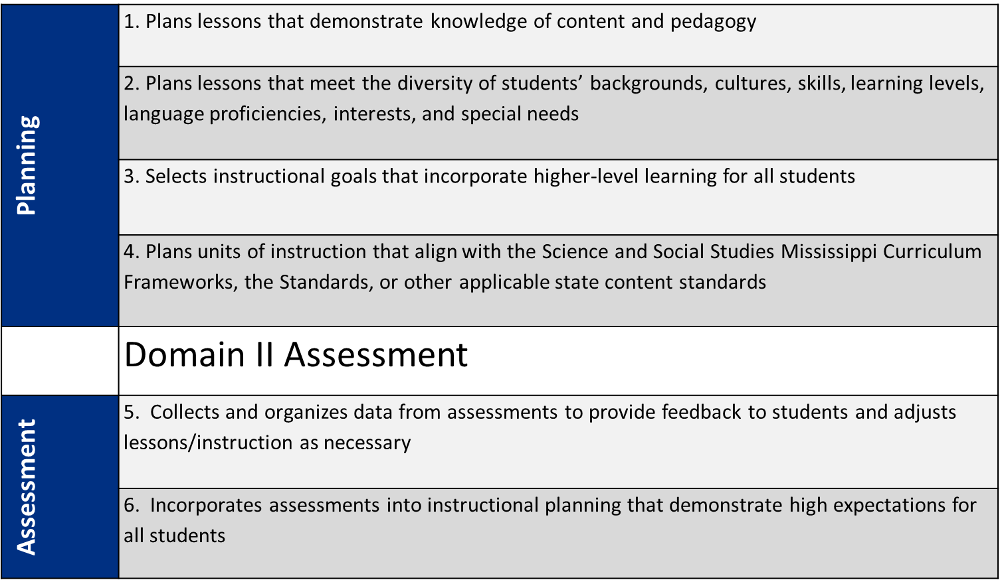 Planning
1. Plans lessons that demonstrate knowledge of content and pedagogy
2. Plans lessons that meet the diversity of students’ backgrounds, cultures, skills, learning levels,
language proficiencies, interests, and special needs
3. Selects instructional goals that incorporate higher-level learning for all students
4. Plans units of instruction that align with the Science and Social Studies Mississippi Curriculum
Frameworks, the Standards, or other applicable state content standards
Domain II Assessment
Assessment
5.  Collects and organizes data from assessments to provide feedback to students and adjusts
lessons/instruction as necessary
6.  Incorporates assessments into instructional planning that demonstrate high expectations for
all students